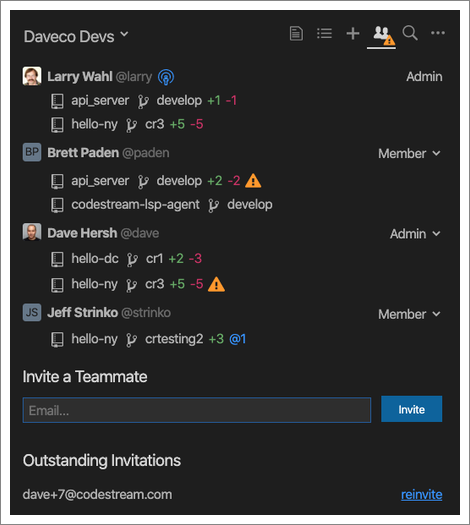 Daveco Devs
Larry Wahl @larry Admin
api_server develop +1 -1
hello-ny cr3 +5 -5
BP Brett Paden @paden Member
api_server develop +2 -2
codestream-lsp-agent develop
Dave Hersh @dave Admin
hello-dc cr1 +2 -3
hello-ny cr3 +5 -5
JS Jeff Strinko @strinko Member
hello-ny crtesting2 +3 @1
Invite a Teammate
Email... Invite
Outstanding Invitations
dave+7@codestream.com reinvite